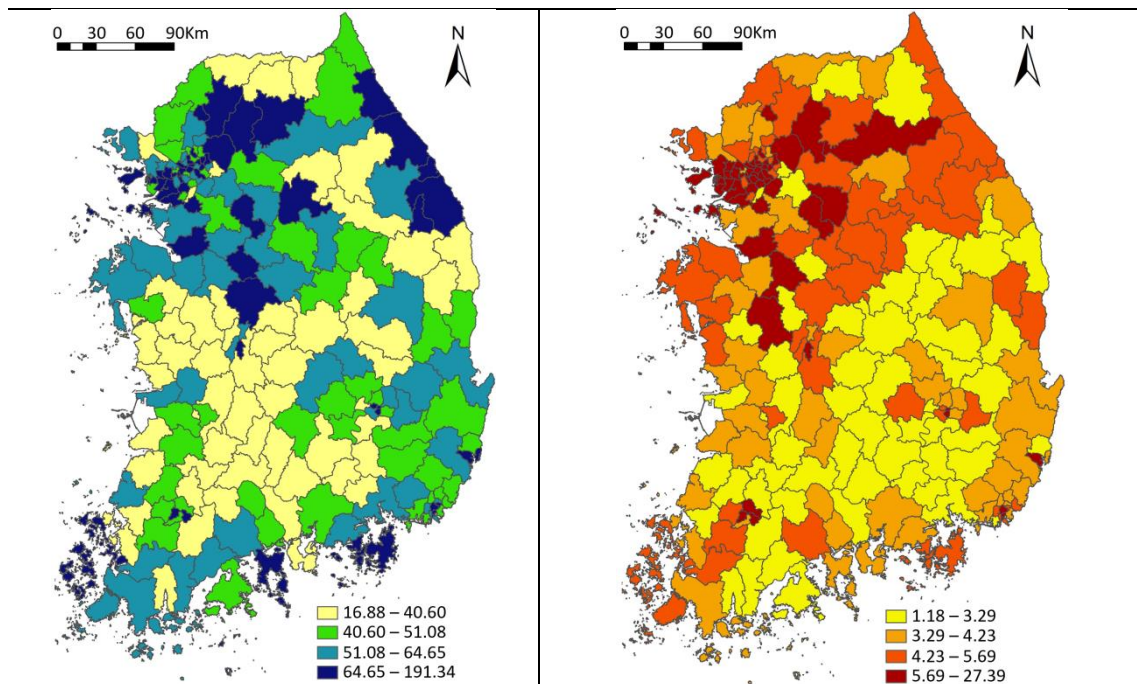 0 30 60 90Km
N
16.88 – 40.60
40.60 – 51.08
51.08 – 64.65
64.65 – 191.34
0 30 60 90Km
N
1.18 – 3.29
3.29 – 4.23
4.23 – 5.69
5.69 – 27.39